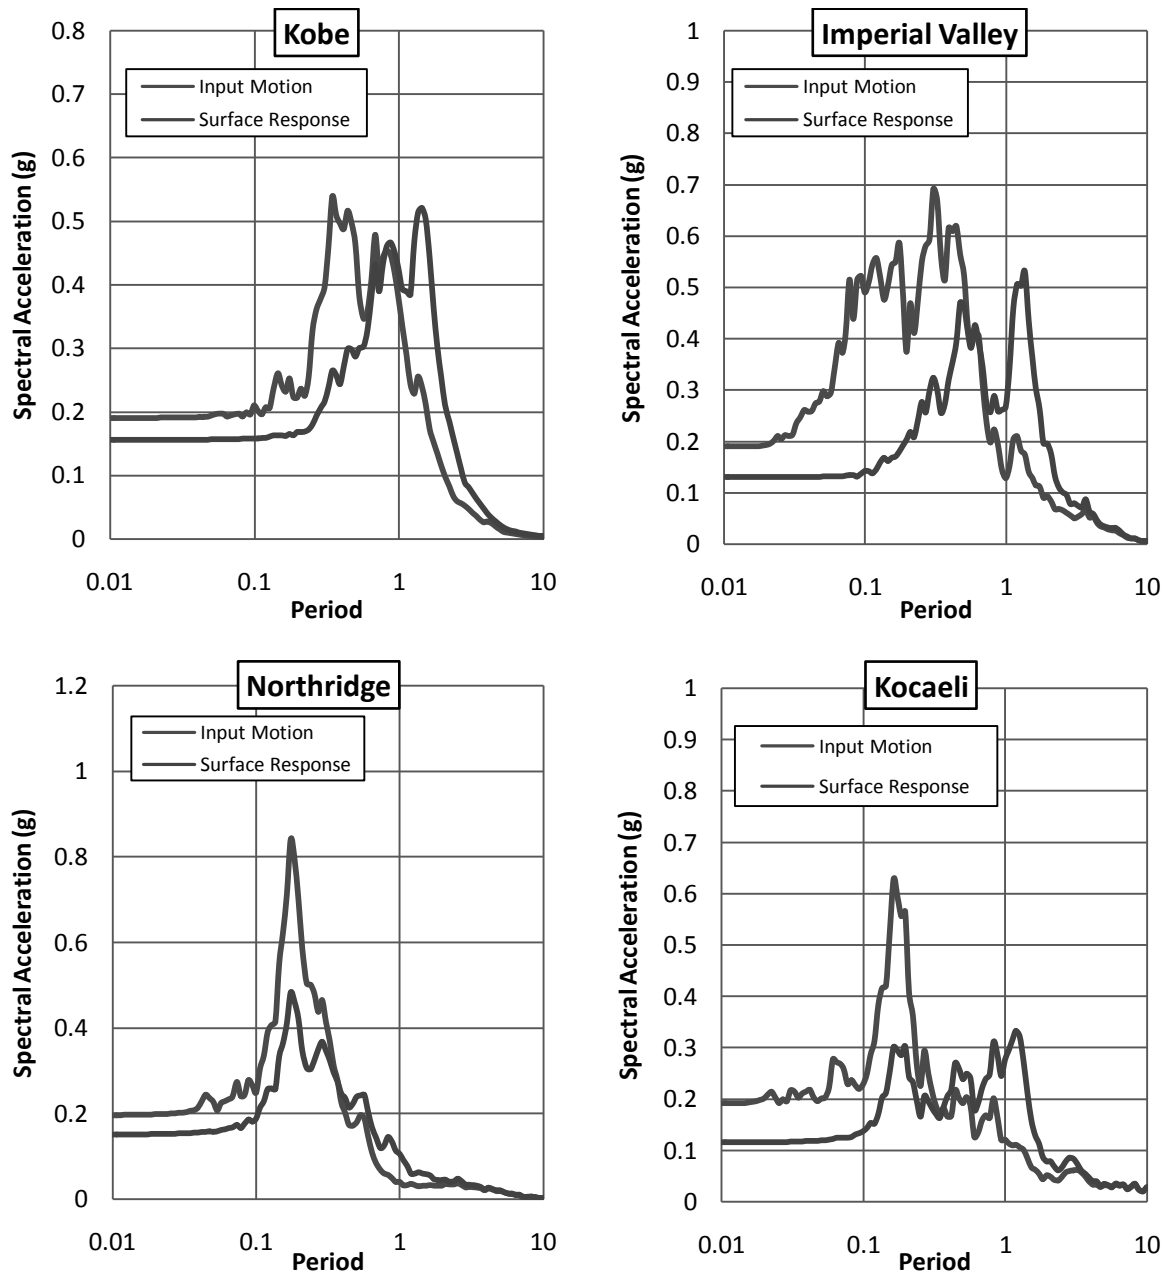 Kobe
Input Motion
Surface Response
Spectral Acceleration (g)
0.8
0.7
0.6
0.5
0.4
0.3
0.2
0.1
0
0.01 0.1 1 10
Period
Imperial Valley
Input Motion
Surface Response
Spectral Acceleration (g)
1
0.9
0.8
0.7
0.6
0.5
0.4
0.3
0.2
0.1
0
0.01 0.1 1 10
Period
Northridge
Input Motion
Surface Response
Spectral Acceleration (g)
1.2
1
0.8
0.6
0.4
0.2
0
0.01 0.1 1 10
Period
Kocaeli
Input Motion
Surface Response
Spectral Acceleration (g)
1
0.9
0.8
0.7
0.6
0.5
0.4
0.3
0.2
0.1
0
0.01 0.1 1 10
Period